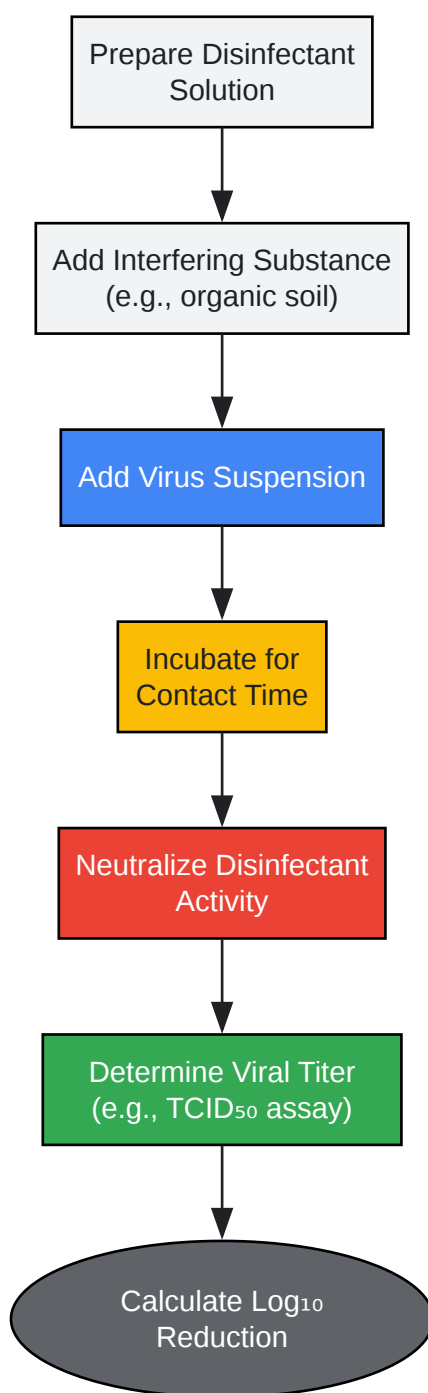 Prepare Disinfectant
Solution
Add Interfering Substance
(e.g., organic soil)
Add Virus Suspension
Incubate for
Contact Time
Neutralize Disinfectant
Activity
Determine Viral Titer
(e.g., TCID₅₀ assay)
Calculate Log₁₀
Reduction